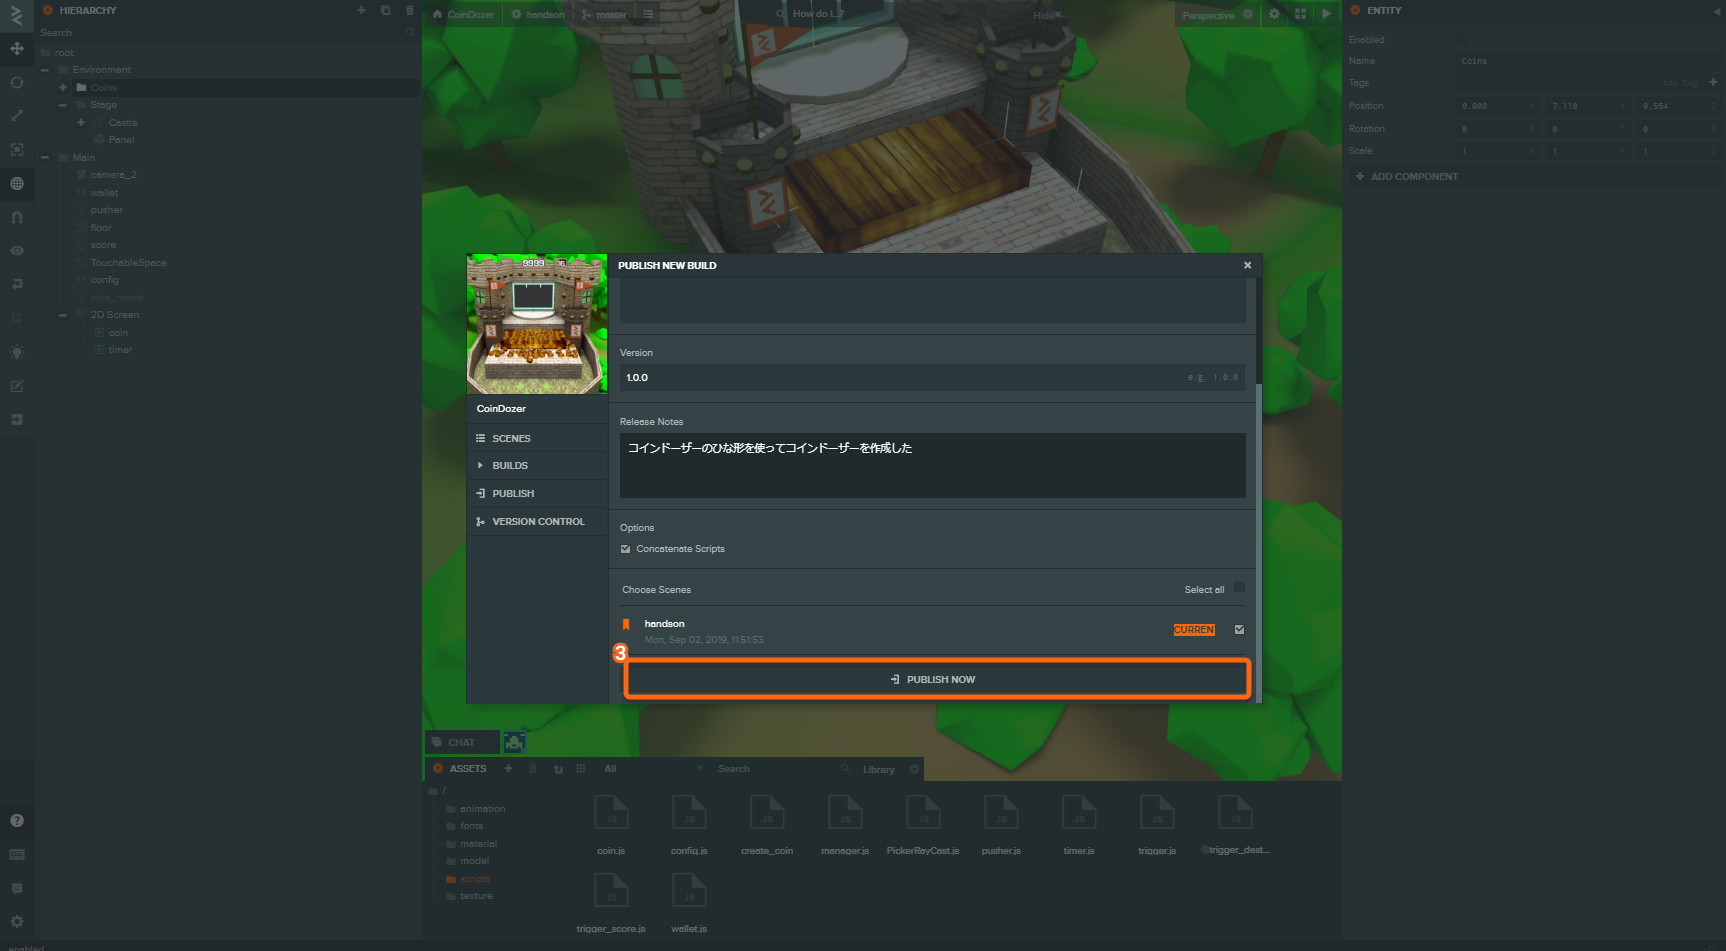 HIERARCHY
Search
root
Environment
Coins
Stage
Castle
Panel
Main
camera_2
wallet
pusher
floor
score
TouchableSpace
config
coin_nomal
2D Screen
coin
timer
CoinDozer
handson
master
How do I...?
Hide
Perspective
ENTITY
Enabled
Name
Coins
Tags
Add Tag
Position
0.008 X 7.118 Y 0.554 Z
Rotation
0 X 0 Y 0 Z
Scale
1 X 1 Y 1 Z
ADD COMPONENT
9999
PUBLISH NEW BUILD
CoinDozer
SCENES
BUILDS
PUBLISH
VERSION CONTROL
Version
1.0.0
e.g. 1.0.0
Release Notes
コインドーザーのひな形を使ってコインドーザーを作成した
Options
Concatenate Scripts
Choose Scenes
Select all
handson
CURRENT
Mon, Sep 02, 2019, 11:51:53
3
PUBLISH NOW
CHAT
ASSETS
All
Search
Library
/
animation
fonts
material
model
scripts
texture
JS
JS
JS
JS
JS
JS
JS
JS
JS
coin.js
config.js
create_coin
manager.js
PickerRayCast.js
pusher.js
timer.js
trigger.js
trigger_dest...
JS
JS
trigger_score.js
wallet.js
enabled